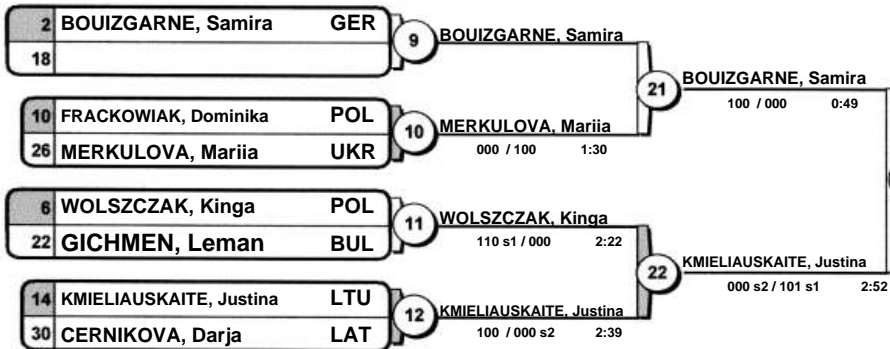 2 BOUIZGARNE, Samira GER
18
9
BOUIZGARNE, Samira
10 FRACKOWIAK, Dominika POL
26 MERKULOVA, Mariia UKR
10
MERKULOVA, Mariia
000 / 100 1:30
21
BOUIZGARNE, Samira
100 / 000 0:49
6 WOLSZCZAK, Kinga POL
22 GICHMEN, Leman BUL
11
WOLSZCZAK, Kinga
110 s1 / 000 2:22
14 KMIELIAUSKAITE, Justina LTU
30 CERNIKOVA, Darja LAT
12
KMIELIAUSKAITE, Justina
100 / 000 s2 2:39
22
KMIELIAUSKAITE, Justina
000 s2 / 101 s1 2:52